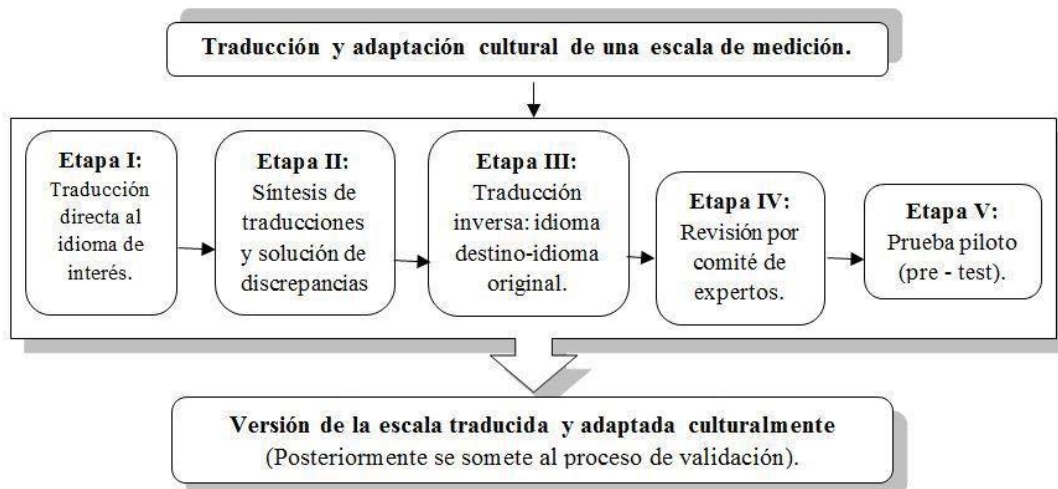 Traducción y adaptación cultural de una escala de medición.
Etapa I:
Traducción
directa al
idioma de
interés.
Etapa II:
Síntesis de
traducciones
y solución de
discrepancias
Etapa III:
Traducción
inversa: idioma
destino-idioma
original.
Etapa IV:
Revisión por
comité de
expertos.
Etapa V:
Prueba piloto
(pre - test).
Versión de la escala traducida y adaptada culturalmente
(Posteriormente se somete al proceso de validación).